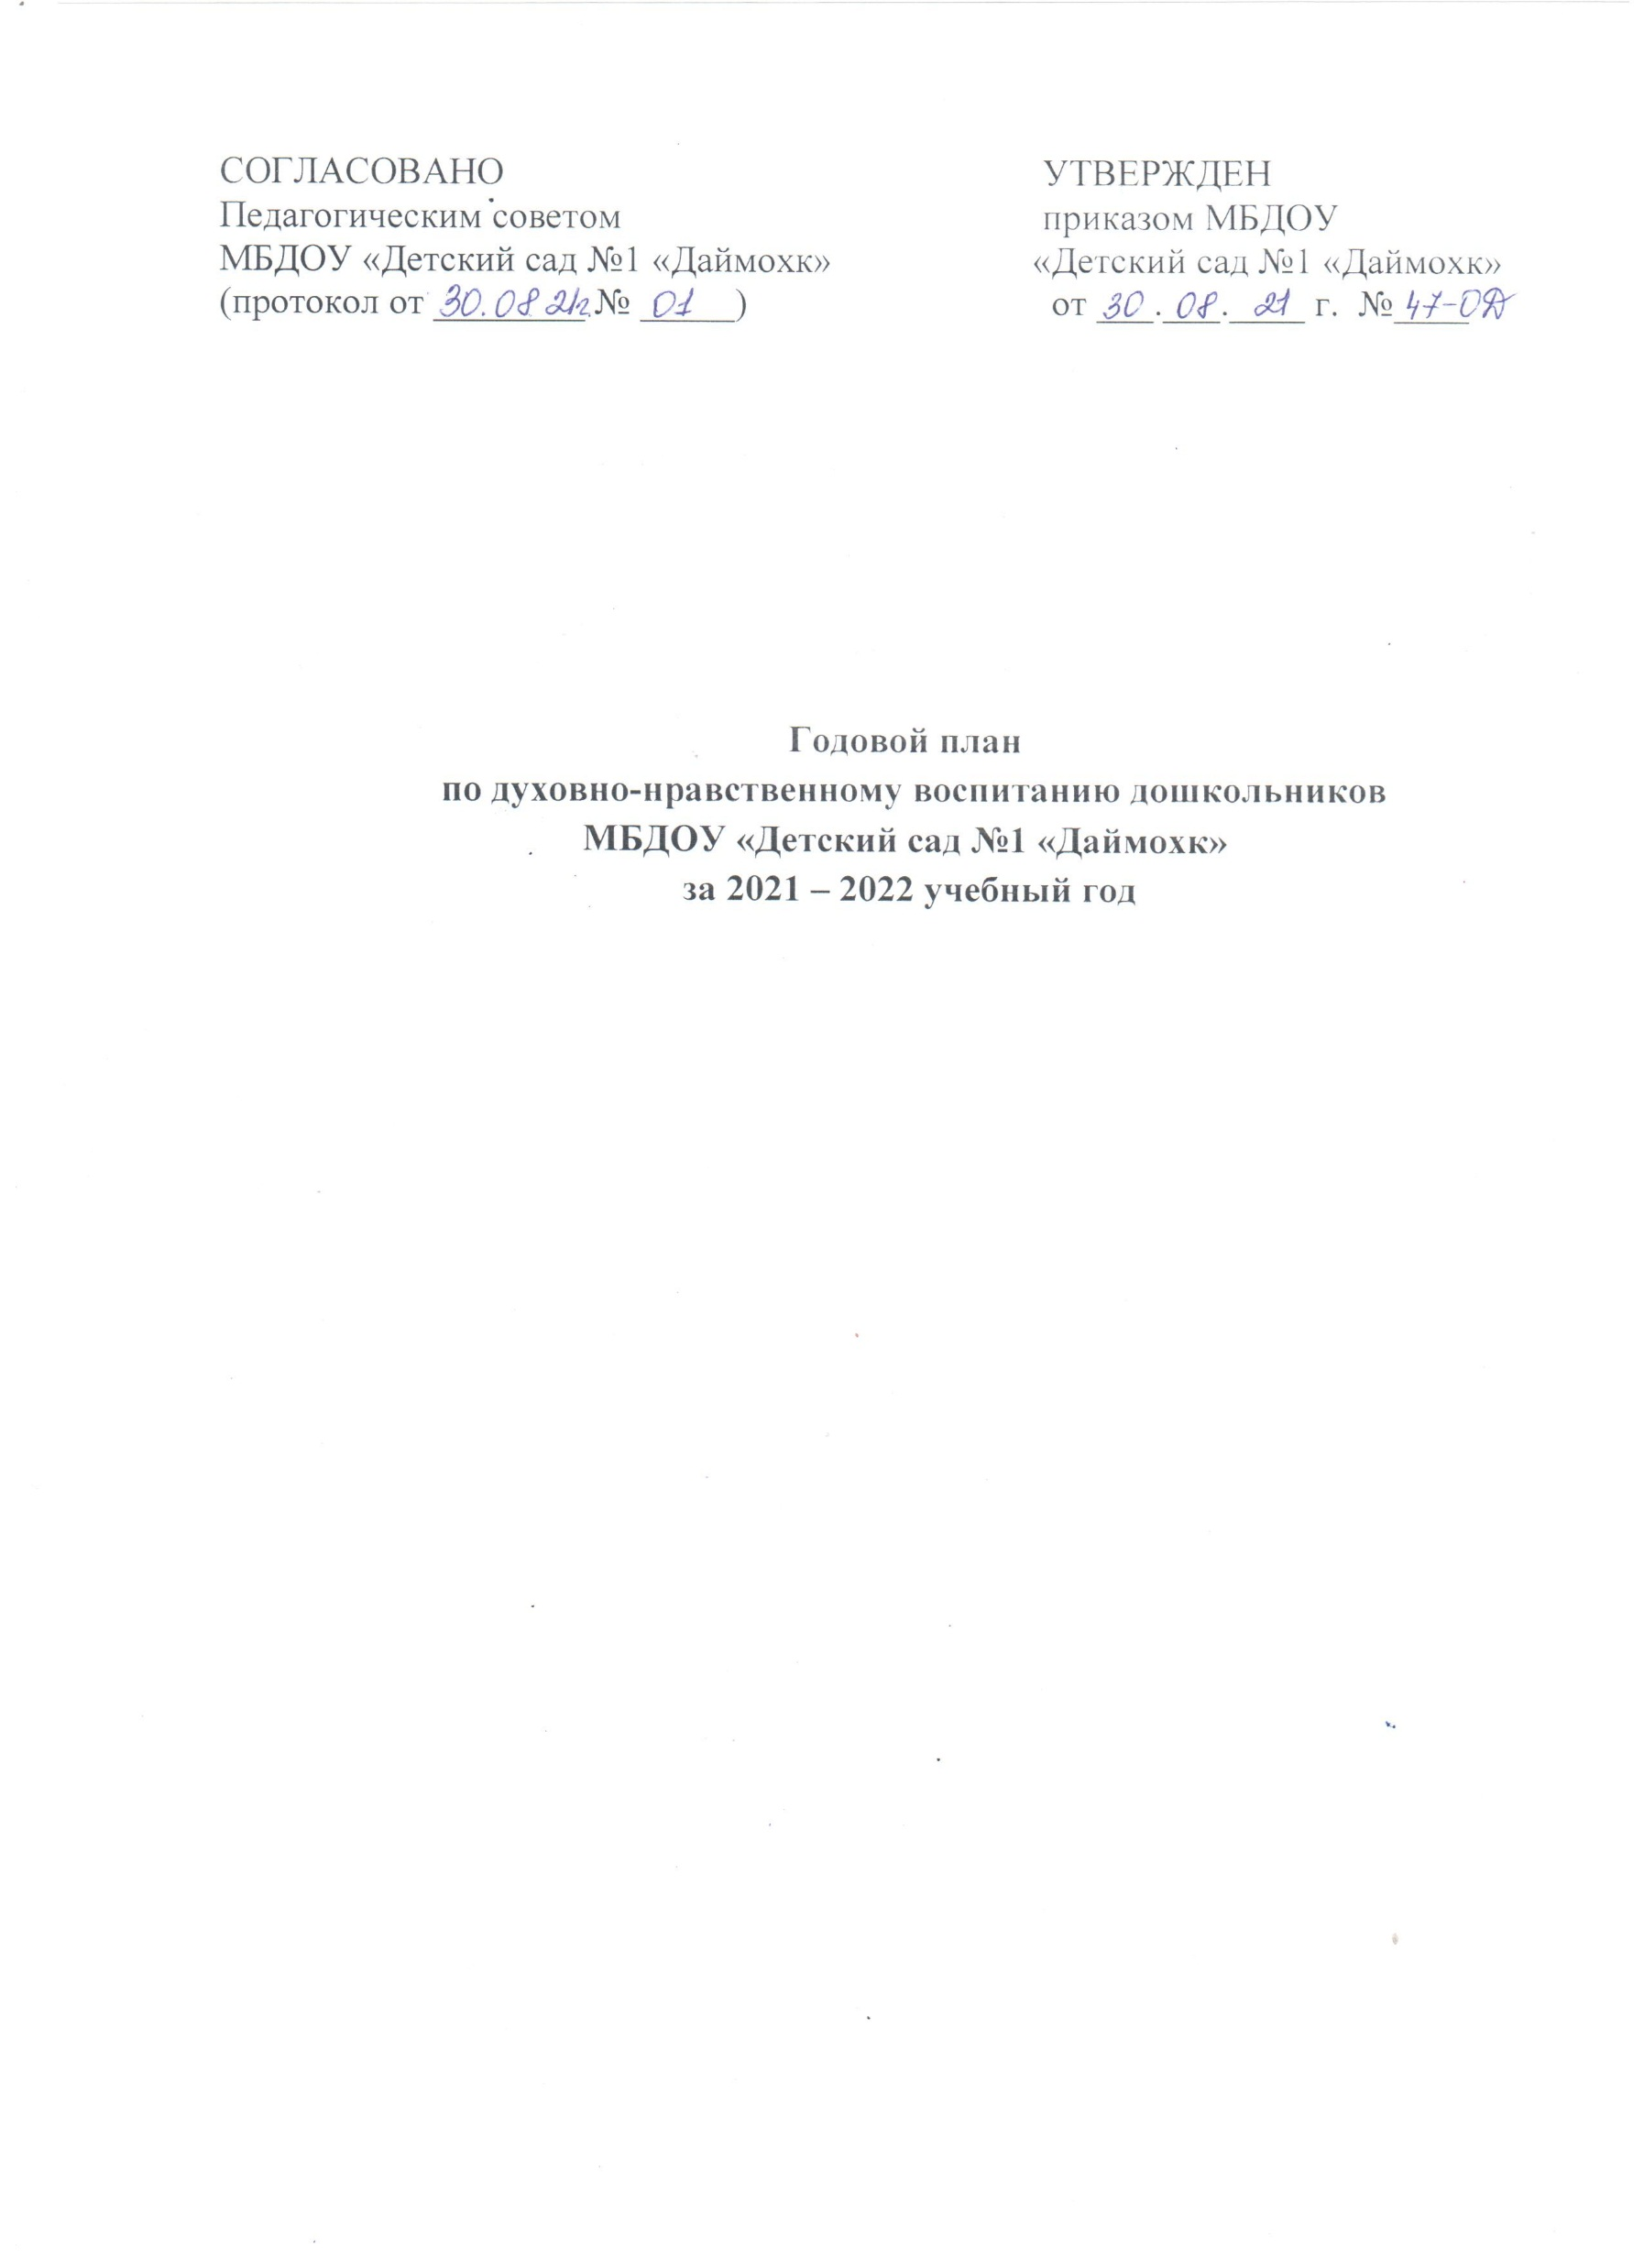 СОГЛАСОВАНО
Педагогическим советом
МБДОУ «Детский сад №1 «Даймохк»
(протокол от 30.08 21г. № 01)
УТВЕРЖДЕН
приказом МБДОУ
«Детский сад №1 «Даймохк»
от 30.08.21 г. № 47-ОД
Годовой план
по духовно-нравственному воспитанию дошкольников
МБДОУ «Детский сад №1 «Даймохк»
за 2021 – 2022 учебный год